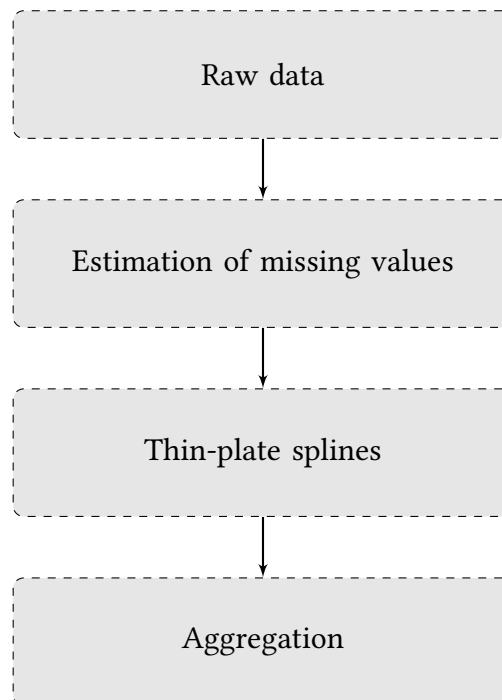 Raw data
Estimation of missing values
Thin-plate splines
Aggregation